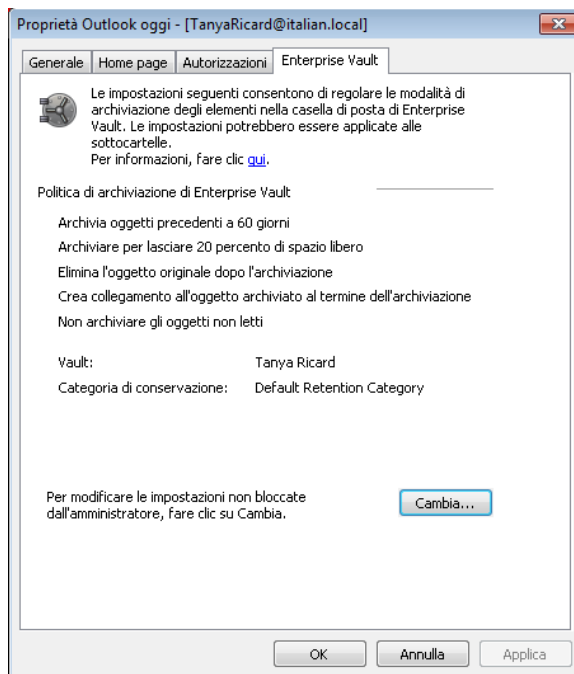 Proprietà Outlook oggi - [TanyaRicard@italian.local]
Generale Home page Autorizzazioni Enterprise Vault
Le impostazioni seguenti consentono di regolare le modalità di
archiviazione degli elementi nella casella di posta di Enterprise
Vault. Le impostazioni potrebbero essere applicate alle
sottocartelle.
Per informazioni, fare clic qui.
Politica di archiviazione di Enterprise Vault
Archivia oggetti precedenti a 60 giorni
Archiviare per lasciare 20 percento di spazio libero
Elimina l'oggetto originale dopo l'archiviazione
Crea collegamento all'oggetto archiviato al termine dell'archiviazione
Non archiviare gli oggetti non letti
Vault: Tanya Ricard
Categoria di conservazione: Default Retention Category
Per modificare le impostazioni non bloccate
dall'amministratore, fare clic su Cambia.
Cambia...
OK Annulla Applica